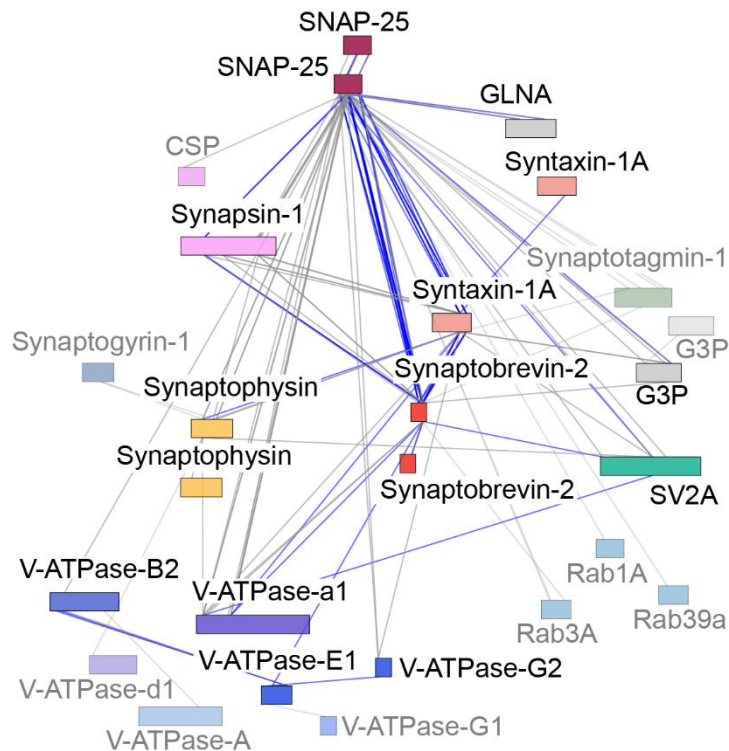 SNAP-25
SNAP-25
GLNA
CSP
Syntaxin-1A
Synapsin-1
Synaptotagmin-1
Syntaxin-1A
Synaptogyrin-1
G3P
Synaptobrevin-2
Synaptophysin
G3P
Synaptophysin
Synaptobrevin-2
SV2A
V-ATPase-B2
Rab1A
V-ATPase-a1
Rab3A
Rab39a
V-ATPase-E1
V-ATPase-G2
V-ATPase-d1
V-ATPase-G1
V-ATPase-A